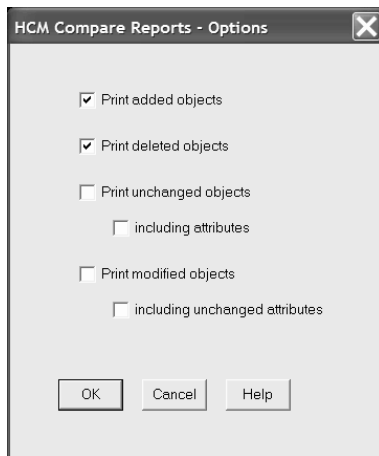 HCM Compare Reports - Options
Print added objects
Print deleted objects
Print unchanged objects
including attributes
Print modified objects
including unchanged attributes
OK Cancel Help